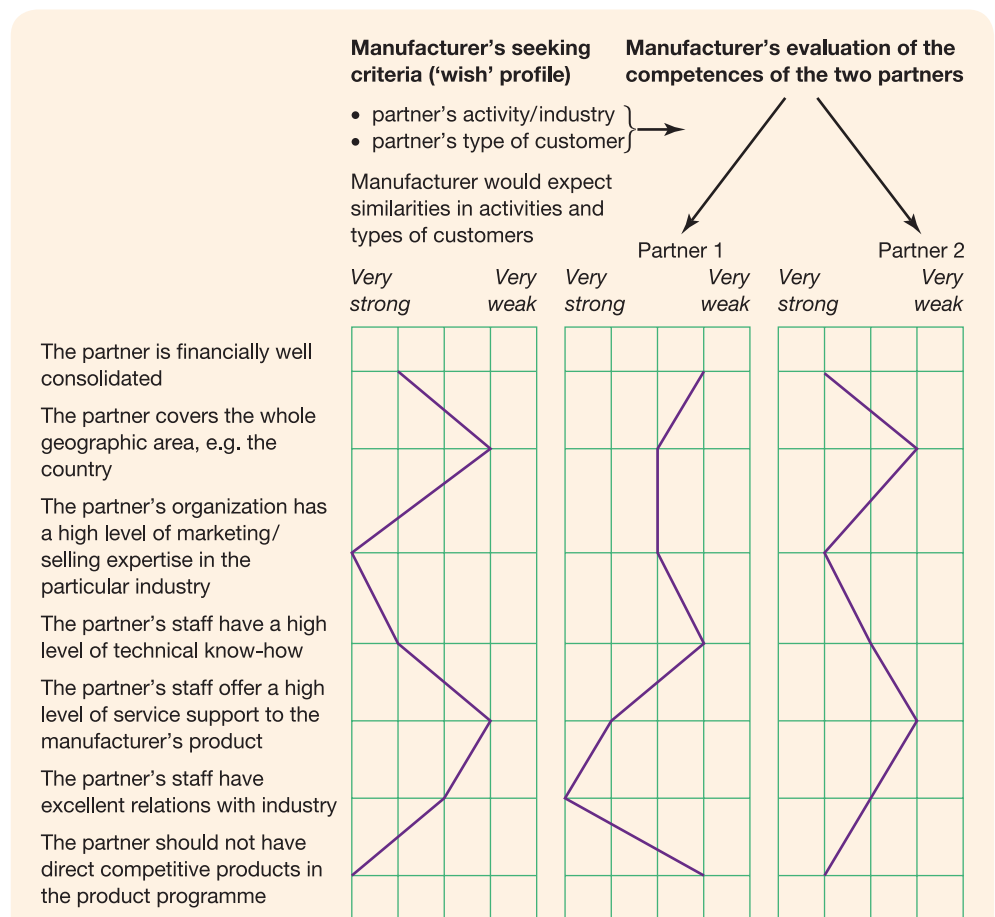 Manufacturer’s seeking
criteria (‘wish’ profile)
Manufacturer’s evaluation of the
competences of the two partners
• partner’s activity/industry
• partner’s type of customer
Manufacturer would expect
similarities in activities and
types of customers
Partner 1
Partner 2
Very
strong
Very
weak
Very
strong
Very
weak
Very
strong
Very
weak
The partner is financially well
consolidated
The partner covers the whole
geographic area, e.g. the
country
The partner’s organization has
a high level of marketing/
selling expertise in the
particular industry
The partner’s staff have a high
level of technical know-how
The partner’s staff offer a high
level of service support to the
manufacturer’s product
The partner’s staff have
excellent relations with industry
The partner should not have
direct competitive products in
the product programme